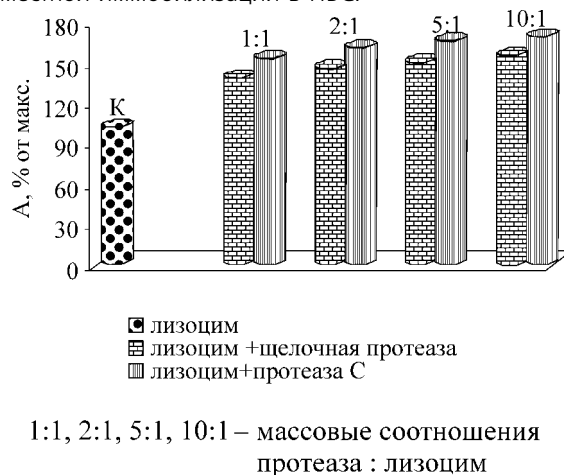 180
150
120
90
60
30
0
А, % от макс.
К
1:1
2:1
5:1
10:1
лизоцим
лизоцим +щелочная протеаза
лизоцим+протеаза С
1:1, 2:1, 5:1, 10:1 – массовые соотношения
протеаза : лизоцим